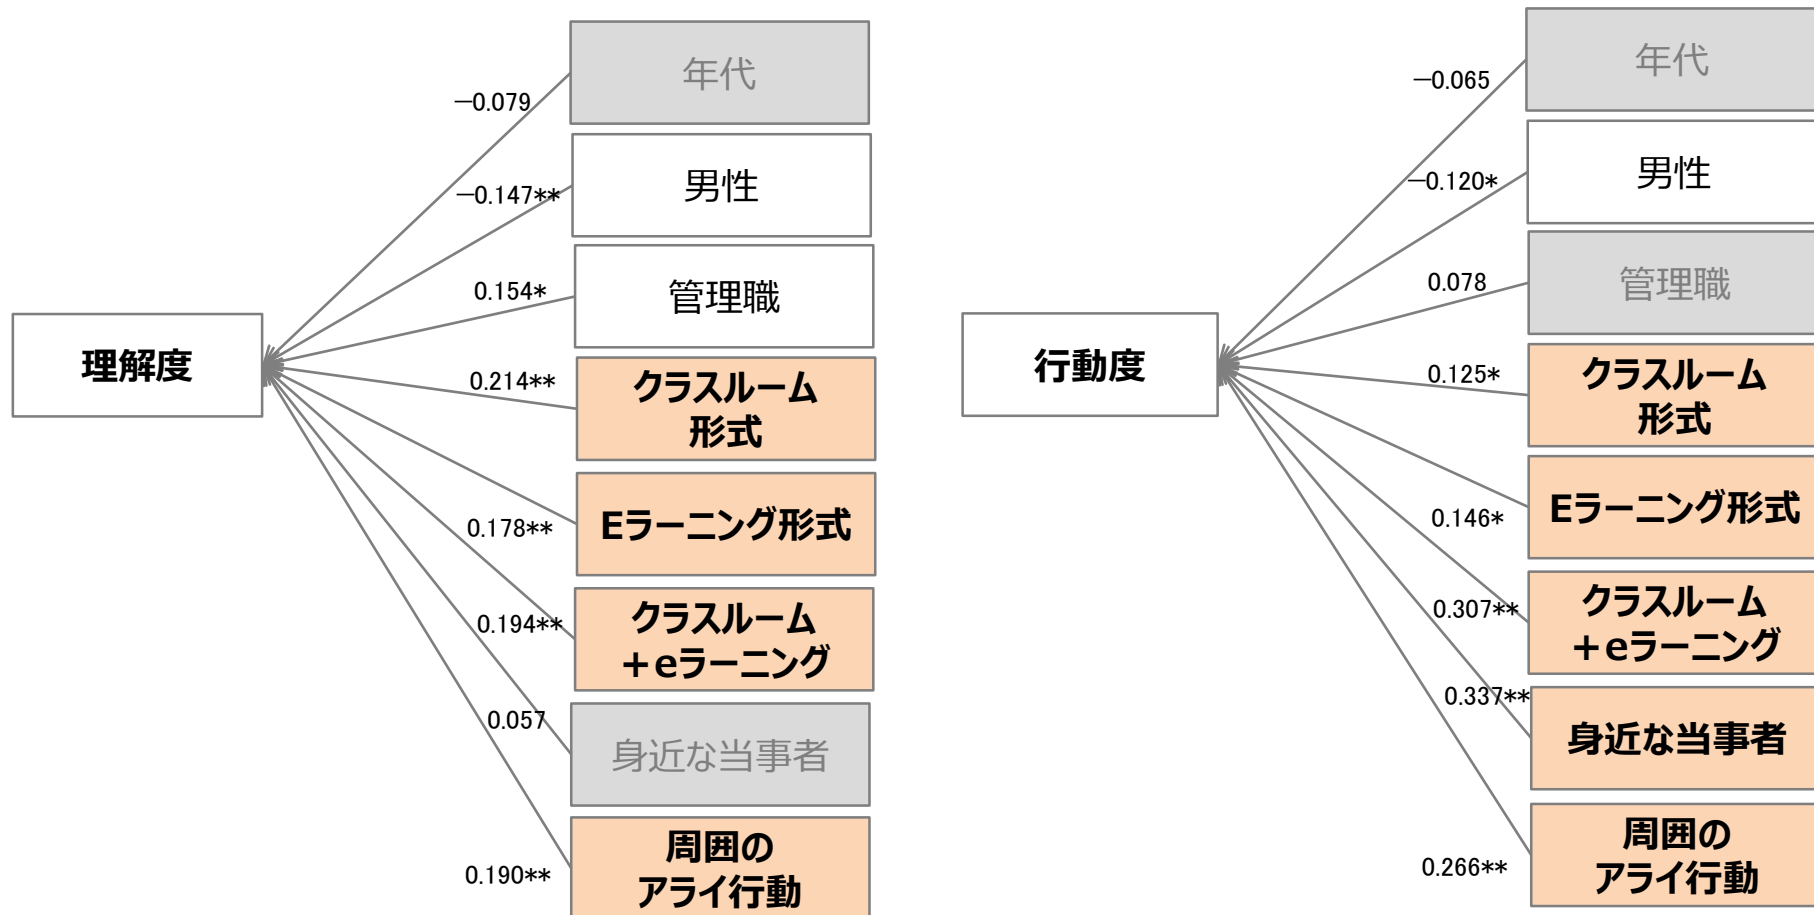 年代
−0.079
男性
−0.147**
管理職
0.154*
理解度
クラスルーム
形式
0.214**
Eラーニング形式
0.178**
クラスルーム
+eラーニング
0.194**
身近な当事者
0.057
周囲の
アライ行動
0.190**
年代
−0.065
男性
−0.120*
管理職
0.078
行動度
クラスルーム
形式
0.125*
Eラーニング形式
0.146*
クラスルーム
+eラーニング
0.307**
身近な当事者
0.337**
周囲の
アライ行動
0.266**